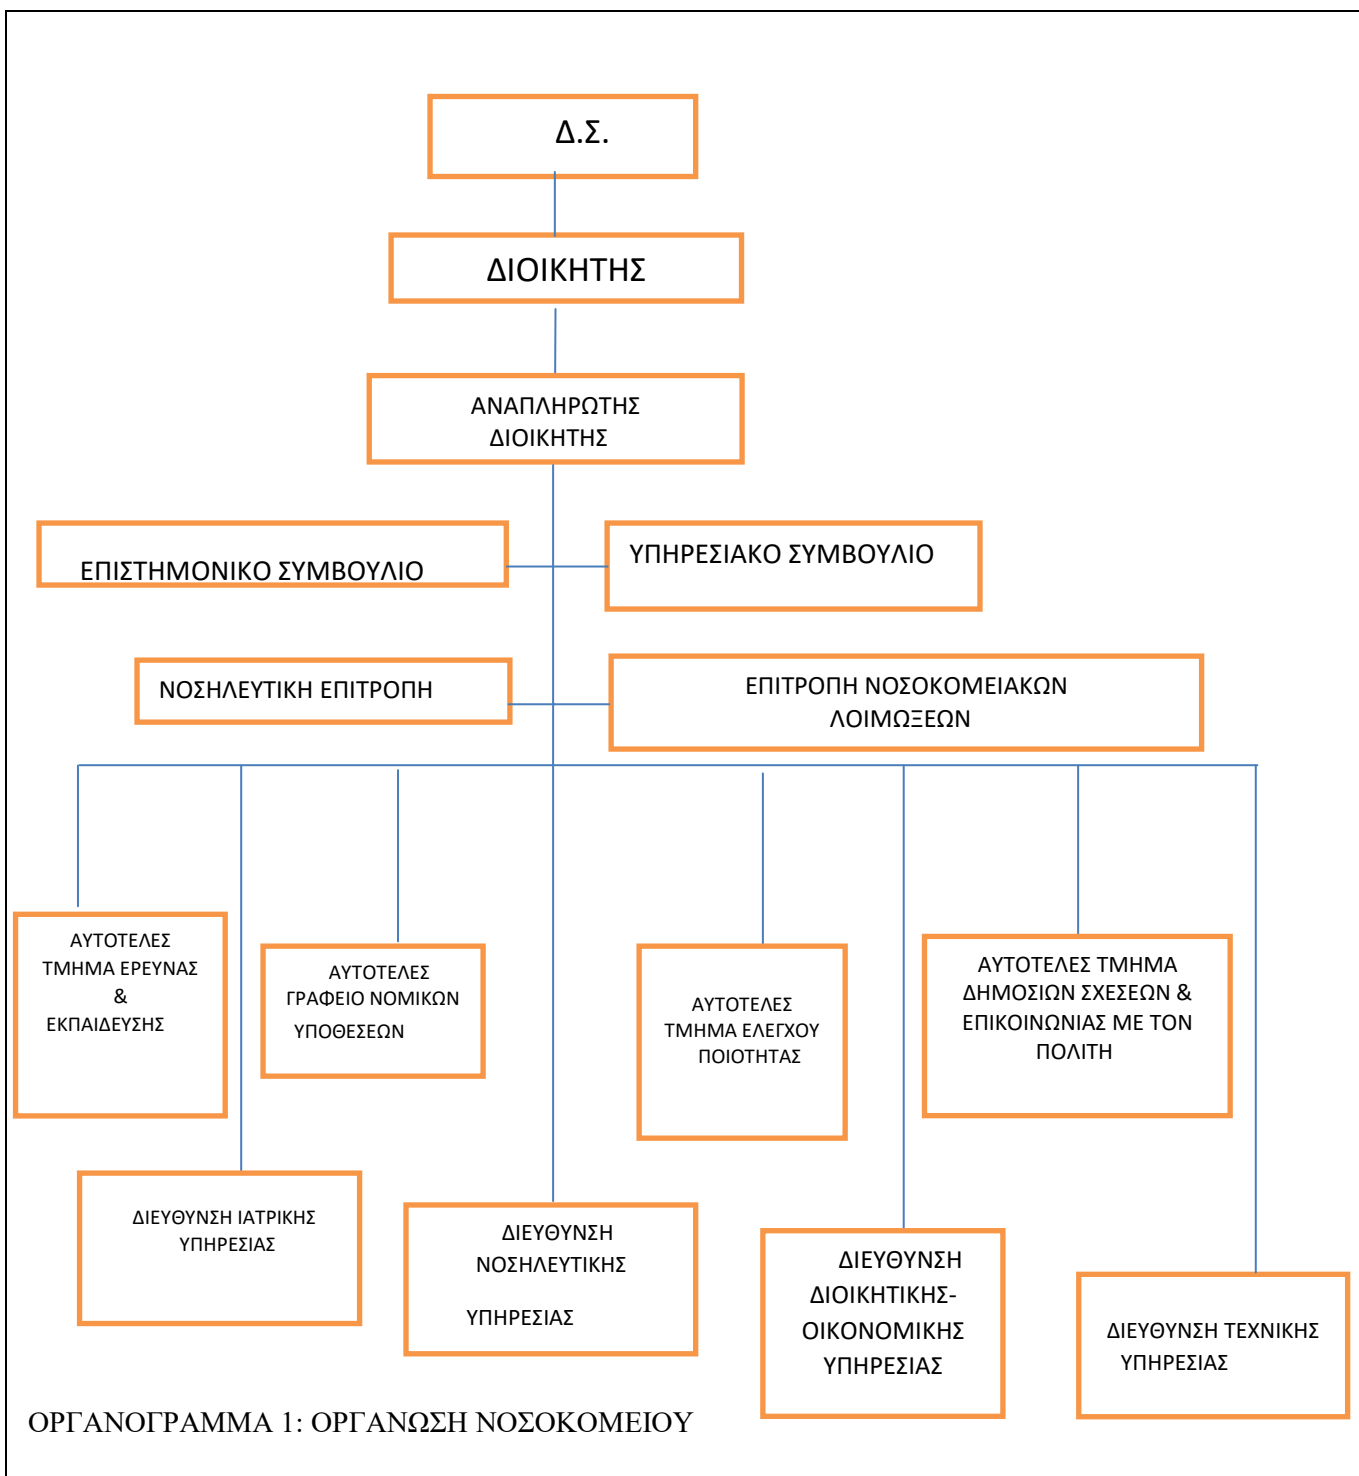 Δ.Σ.
ΔΙΟΙΚΗΤΗΣ
ΑΝΑΠΛΗΡΩΤΗΣ
ΔΙΟΙΚΗΤΗΣ
ΕΠΙΣΤΗΜΟΝΙΚΟ ΣΥΜΒΟΥΛΙΟ
ΥΠΗΡΕΣΙΑΚΟ ΣΥΜΒΟΥΛΙΟ
ΝΟΣΗΛΕΥΤΙΚΗ ΕΠΙΤΡΟΠΗ
ΕΠΙΤΡΟΠΗ ΝΟΣΟΚΟΜΕΙΑΚΩΝ
ΛΟΙΜΩΞΕΩΝ
ΑΥΤΟΤΕΛΕΣ
ΤΜΗΜΑ ΕΡΕΥΝΑΣ
&
ΕΚΠΑΙΔΕΥΣΗΣ
ΑΥΤΟΤΕΛΕΣ
ΓΡΑΦΕΙΟ ΝΟΜΙΚΩΝ
ΥΠΟΘΕΣΕΩΝ
ΑΥΤΟΤΕΛΕΣ
ΤΜΗΜΑ ΕΛΕΓΧΟΥ
ΠΟΙΟΤΗΤΑΣ
ΑΥΤΟΤΕΛΕΣ ΤΜΗΜΑ
ΔΗΜΟΣΙΩΝ ΣΧΕΣΕΩΝ &
ΕΠΙΚΟΙΝΩΝΙΑΣ ΜΕ ΤΟΝ
ΠΟΛΙΤΗ
ΔΙΕΥΘΥΝΣΗ ΙΑΤΡΙΚΗΣ
ΥΠΗΡΕΣΙΑΣ
ΔΙΕΥΘΥΝΣΗ
ΝΟΣΗΛΕΥΤΙΚΗΣ
ΥΠΗΡΕΣΙΑΣ
ΔΙΕΥΘΥΝΣΗ
ΔΙΟΙΚΗΤΙΚΗΣ-
ΟΙΚΟΝΟΜΙΚΗΣ
ΥΠΗΡΕΣΙΑΣ
ΔΙΕΥΘΥΝΣΗ ΤΕΧΝΙΚΗΣ
ΥΠΗΡΕΣΙΑΣ
ΟΡΓΑΝΟΓΡΑΜΜΑ 1: ΟΡΓΑΝΩΣΗ ΝΟΣΟΚΟΜΕΙΟΥ